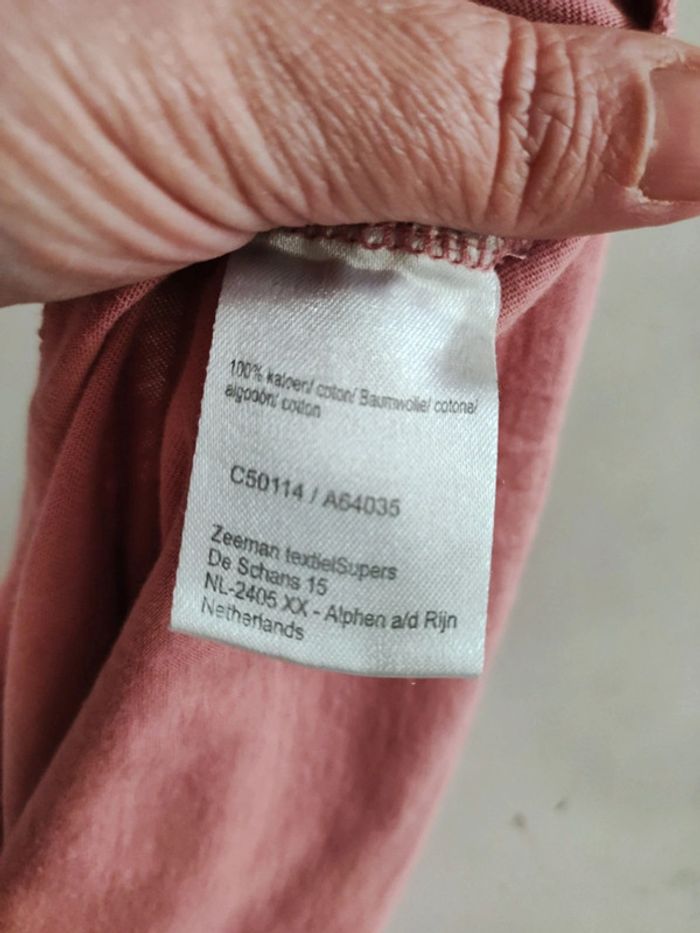 100% katoen/ coton/ Baumwolle/ cotone/
algodón/ cotton
C50114 / A64035
Zeeman textielSupers
De Schans 15
NL-2405 XX - Alphen a/d Rijn
Netherlands